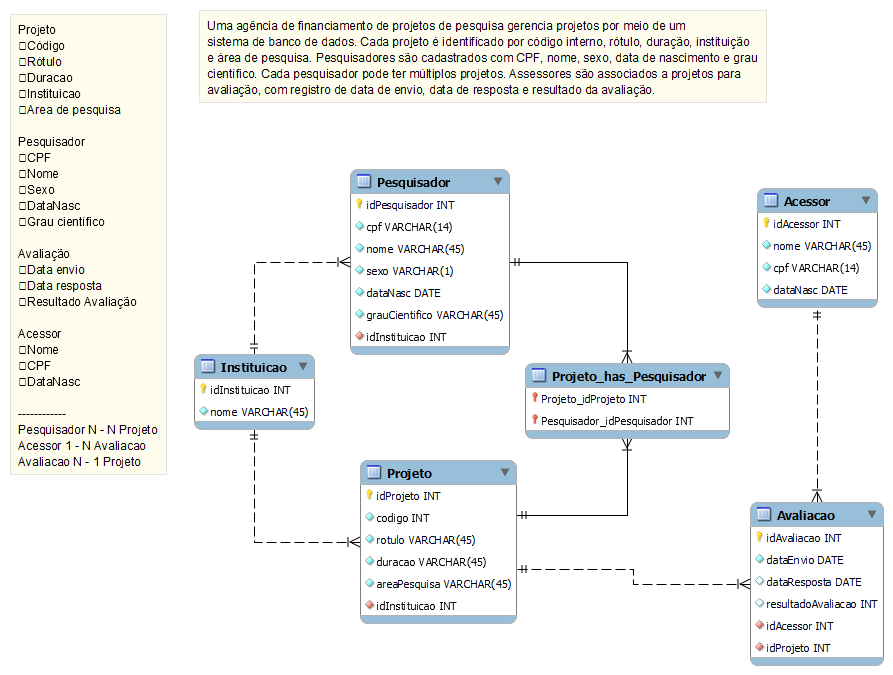 Projeto
□Código
□Rótulo
□Duracao
□Instituicao
□Area de pesquisa
Pesquisador
□CPF
□Nome
□Sexo
□DataNasc
□Grau cientifico
Avaliação
□Data envio
□Data resposta
□Resultado Avaliação
Acessor
□Nome
□CPF
□DataNasc
------------
Pesquisador N - N Projeto
Acessor 1 - N Avaliacao
Avaliacao N - 1 Projeto
Uma agência de financiamento de projetos de pesquisa gerencia projetos por meio de um
sistema de banco de dados. Cada projeto é identificado por código interno, rótulo, duração, instituição
e área de pesquisa. Pesquisadores são cadastrados com CPF, nome, sexo, data de nascimento e grau
científico. Cada pesquisador pode ter múltiplos projetos. Assessores são associados a projetos para
avaliação, com registro de data de envio, data de resposta e resultado da avaliação.
Pesquisador
idPesquisador INT
cpf VARCHAR(14)
nome VARCHAR(45)
sexo VARCHAR(1)
dataNasc DATE
grauCientifico VARCHAR(45)
idInstituicao INT
Acessor
idAcessor INT
nome VARCHAR(45)
cpf VARCHAR(14)
dataNasc DATE
Instituicao
idInstituicao INT
nome VARCHAR(45)
Projeto_has_Pesquisador
Projeto_idProjeto INT
Pesquisador_idPesquisador INT
Projeto
idProjeto INT
codigo INT
rotulo VARCHAR(45)
duracao VARCHAR(45)
areaPesquisa VARCHAR(45)
idInstituicao INT
Avaliacao
idAvaliacao INT
dataEnvio DATE
dataResposta DATE
resultadoAvaliacao INT
idAcessor INT
idProjeto INT